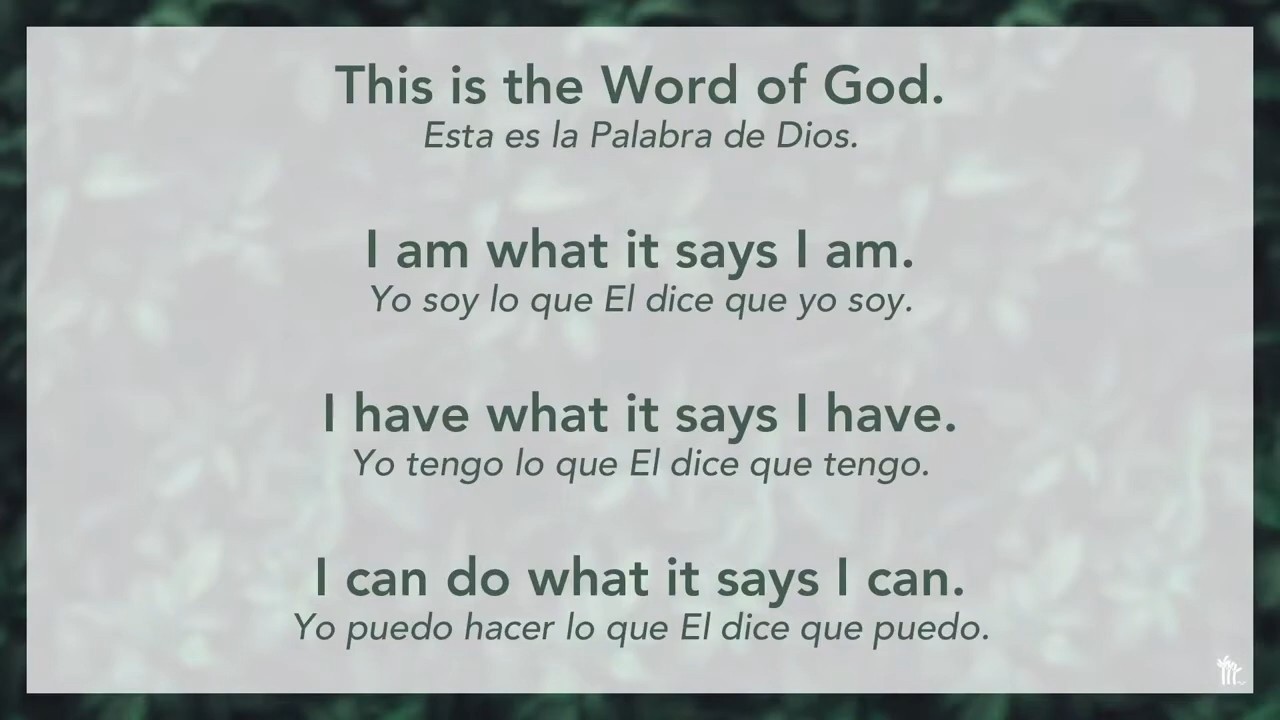 This is the Word of God.
Esta es la Palabra de Dios.
I am what it says I am.
Yo soy lo que El dice que yo soy.
I have what it says I have.
Yo tengo lo que El dice que tengo.
I can do what it says I can.
Yo puedo hacer lo que El dice que puedo.